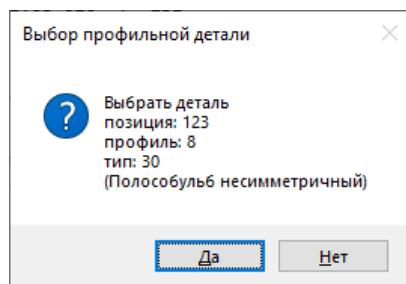 Выбор профильной детали
?
Выбрать деталь
позиция: 123
профиль: 8
тип: 30
(Полособульб несимметричный)
Да
Нет